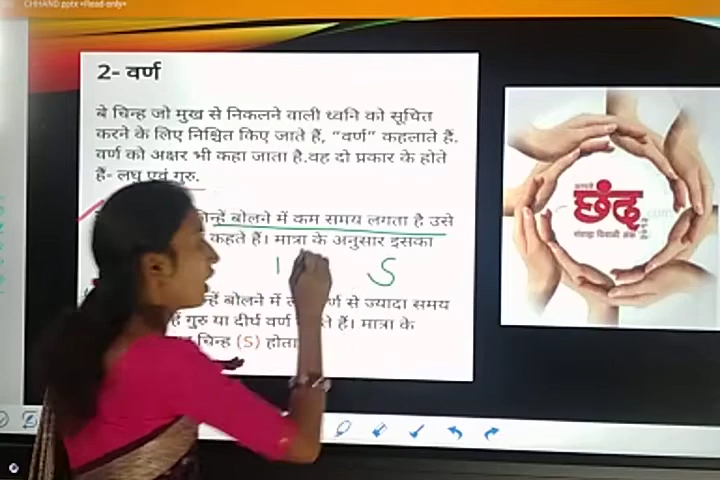 CHHAND.pptx •Read-only•
2- वर्ण
बे चिन्ह जो मुख से निकलने वाली ध्वनि को सूचित
करने के लिए निश्चित किए जाते हैं, “वर्ण” कहलाते हैं.
वर्ण को अक्षर भी कहा जाता है.वह दो प्रकार के होते
हैं- लघु एवं गुरु.
बोलने में कम समय लगता है उसे
कहते हैं। मात्रा के अनुसार इसका
I S
बोलने में से ज्यादा समय
गुरु या दीर्घ वर्ण हैं। मात्रा के
चिन्ह (S) होता
छंद